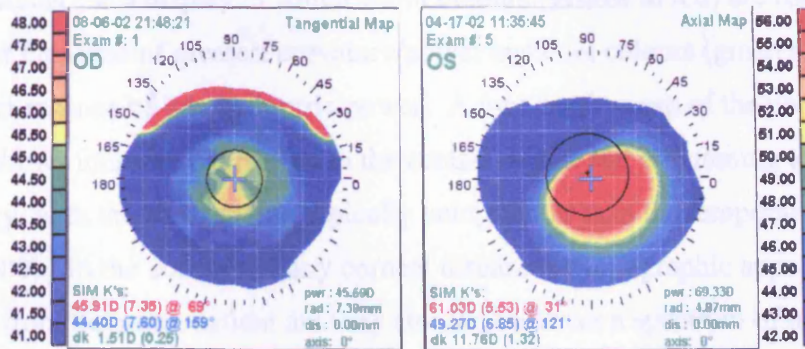 48.00
47.50
47.00
46.50
46.00
45.50
45.00
44.50
44.00
43.50
43.00
42.50
42.00
41.50
41.00
08-06-02 21:48:21
Tangential Map
Exam #: 1
OD
135
120
105
90
75
60
45
30
15
0
150
165
180
SIM K's:
45.91D (7.35) @ 69°
44.40D (7.60) @159°
dk 1.51D (0.25)
rad : 7.39mm
dis : 0.00mm
axis: 0°
04-17-02 11:35:45
Axial Map
Exam #: 5
OS
135
120
105
90
75
60
45
30
15
0
150
165
180
SIM K's:
61.03D (5.53) @ 31°
49.27D (6.85) @121°
dk 11.76D (1.32)
pwr : 69.33D
rad : 4.87mm
dis : 0.00mm
axis: 0°
56.00
55.00
54.00
53.00
52.00
51.00
50.00
49.00
48.00
47.00
46.00
45.00
44.00
43.00
42.00